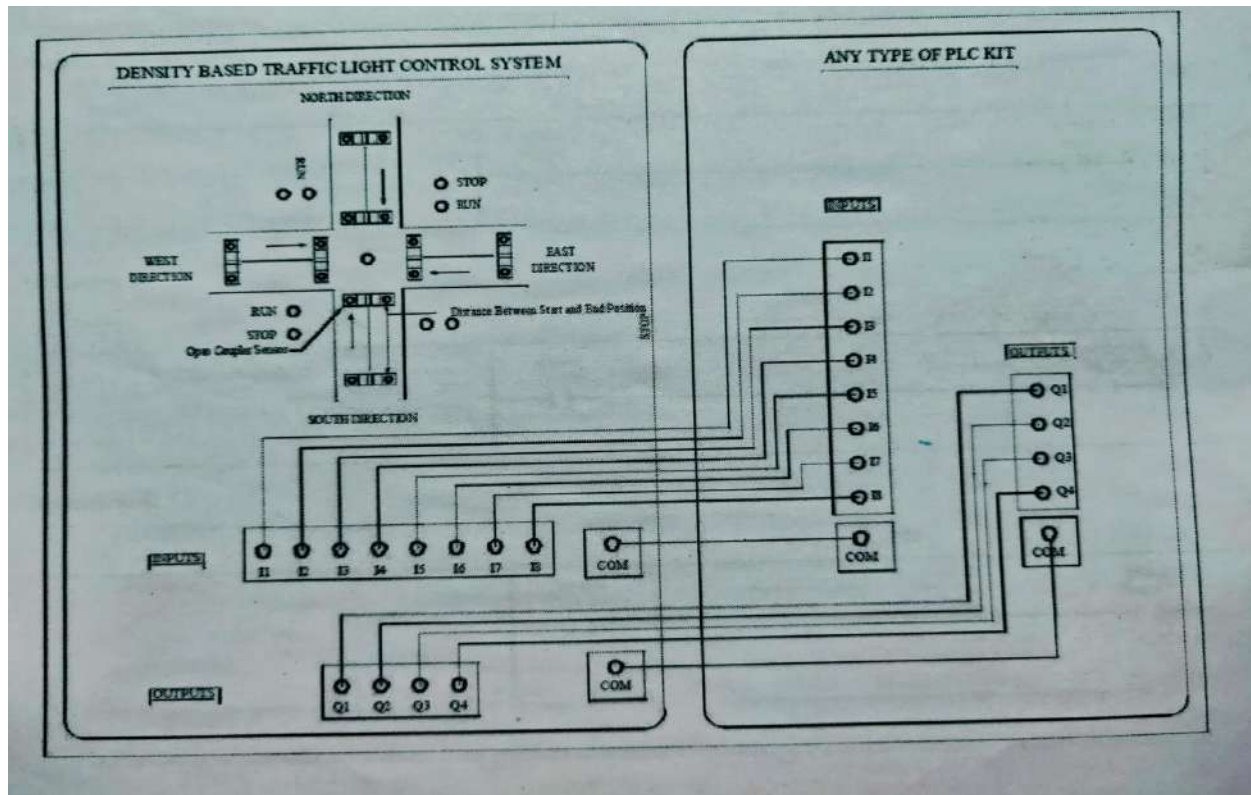 DENSITY BASED TRAFFIC LIGHT CONTROL SYSTEM
NORTH DIRECTION
RUN
STOP
RUN
WEST
DIRECTION
EAST
DIRECTION
RUN
STOP
Distance Between Start and End Potition
Opto Coupler Sensor
STOP
SOUTH DIRECTION
INPUTS
I1 I2 I3 I4 I5 I6 I7 I8
COM
OUTPUTS
Q1 Q2 Q3 Q4
COM
ANY TYPE OF PLC KIT
INPUTS
I1
I2
I3
I4
I5
I6
I7
I8
COM
OUTPUTS
Q1
Q2
Q3
Q4
COM